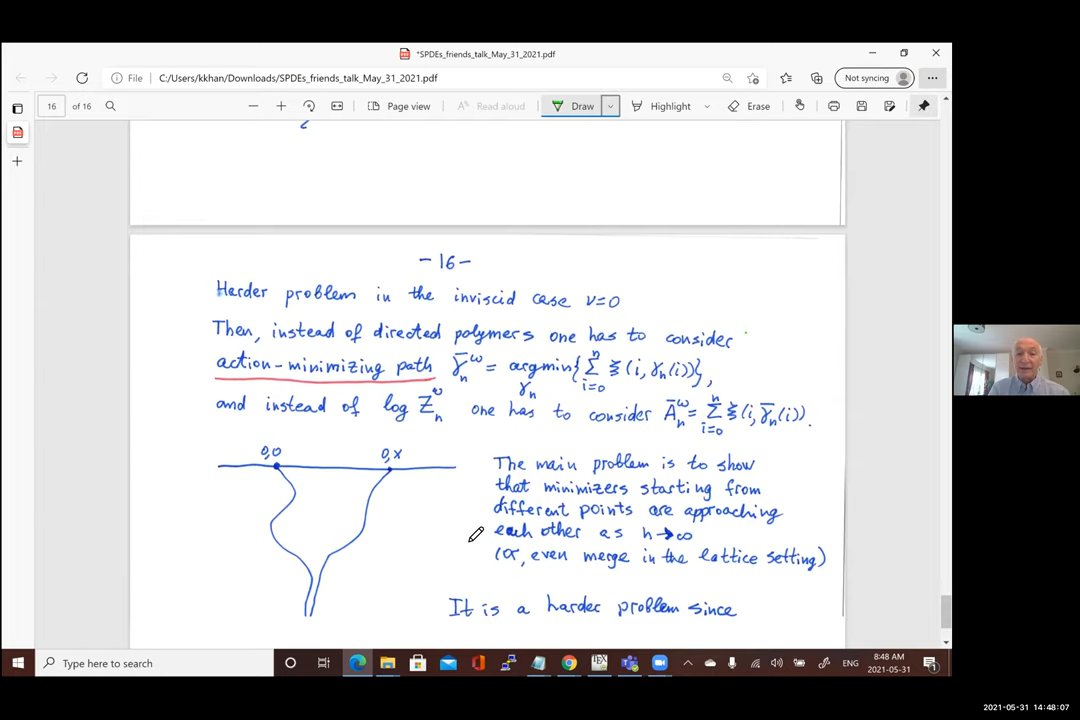 *SPDEs_friends_talk_May_31_2021.pdf
File C:/Users/kkhan/Downloads/SPDEs_friends_talk_May_31_2021.pdf Not syncing
16 of 16 Page view Read aloud Draw Highlight Erase
- 16 -
Harder problem in the inviscid case ν=0
Then, instead of directed polymers one has to consider
action-minimizing path γ̄ₙ^ω = argmin_{γₙ}{∑_{i=0}^{n} ξ(i, γₙ(i))},
and instead of log Zₙ^ω one has to consider Āₙ^ω = ∑_{i=0}^{n} ξ(i, γ̄ₙ(i)).
0,0 0,x
The main problem is to show
that minimizers starting from
different points are approaching
each other as n→∞
(or, even merge in the lattice setting)
It is a harder problem since
Type here to search
ENG
8:48 AM
2021-05-31
2021-05-31 14:48:07